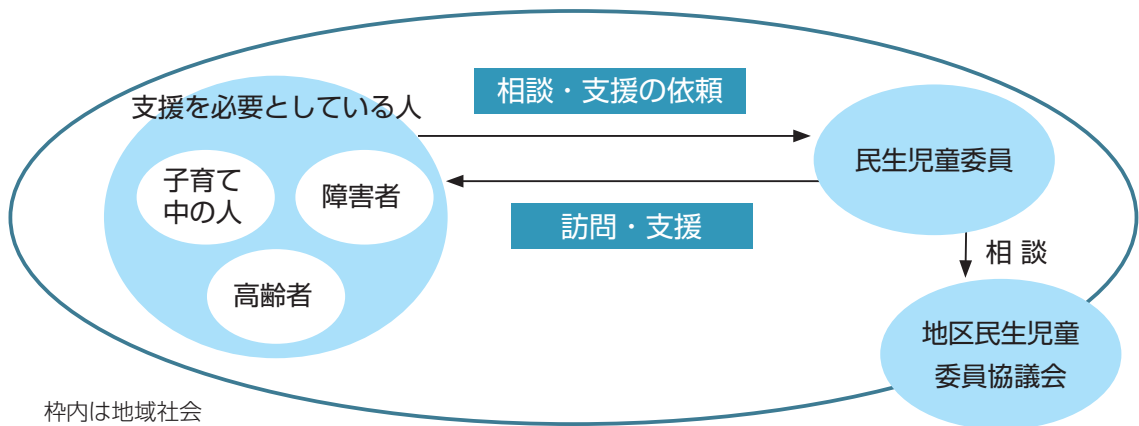 相談・支援の依頼
支援を必要としている人
子育て
中の人
障害者
高齢者
民生児童委員
訪問・支援
相 談
地区民生児童
委員協議会
枠内は地域社会